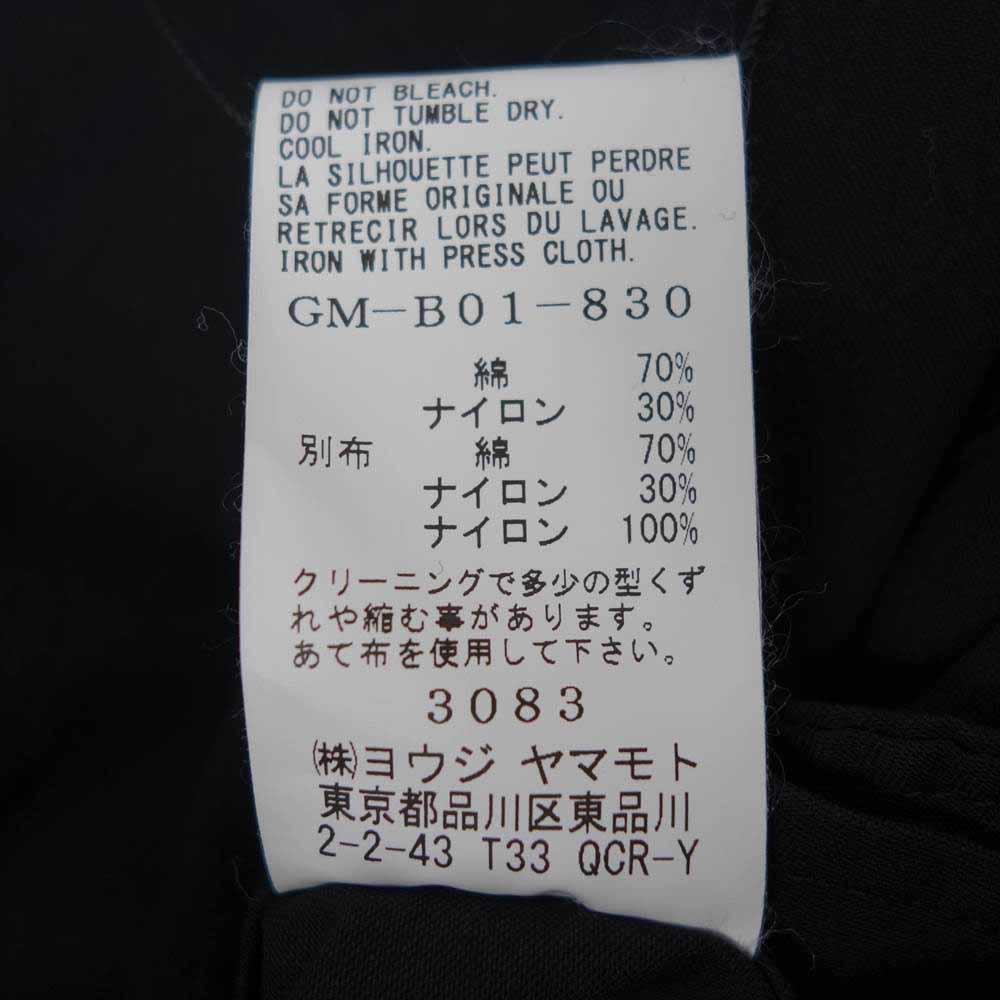 DO NOT BLEACH.
DO NOT TUMBLE DRY.
COOL IRON.
LA SILHOUETTE PEUT PERDRE
SA FORME ORIGINALE OU
RETRECIR LORS DU LAVAGE.
IRON WITH PRESS CLOTH.
GM-B01-830
綿 70%
ナイロン 30%
別布 綿 70%
ナイロン 30%
ナイロン 100%
クリーニングで多少の型くず
れや縮む事があります。
あて布を使用して下さい。
3083
㈱ヨウジ ヤマモト
東京都品川区東品川
2-2-43 T33 QCR-Y